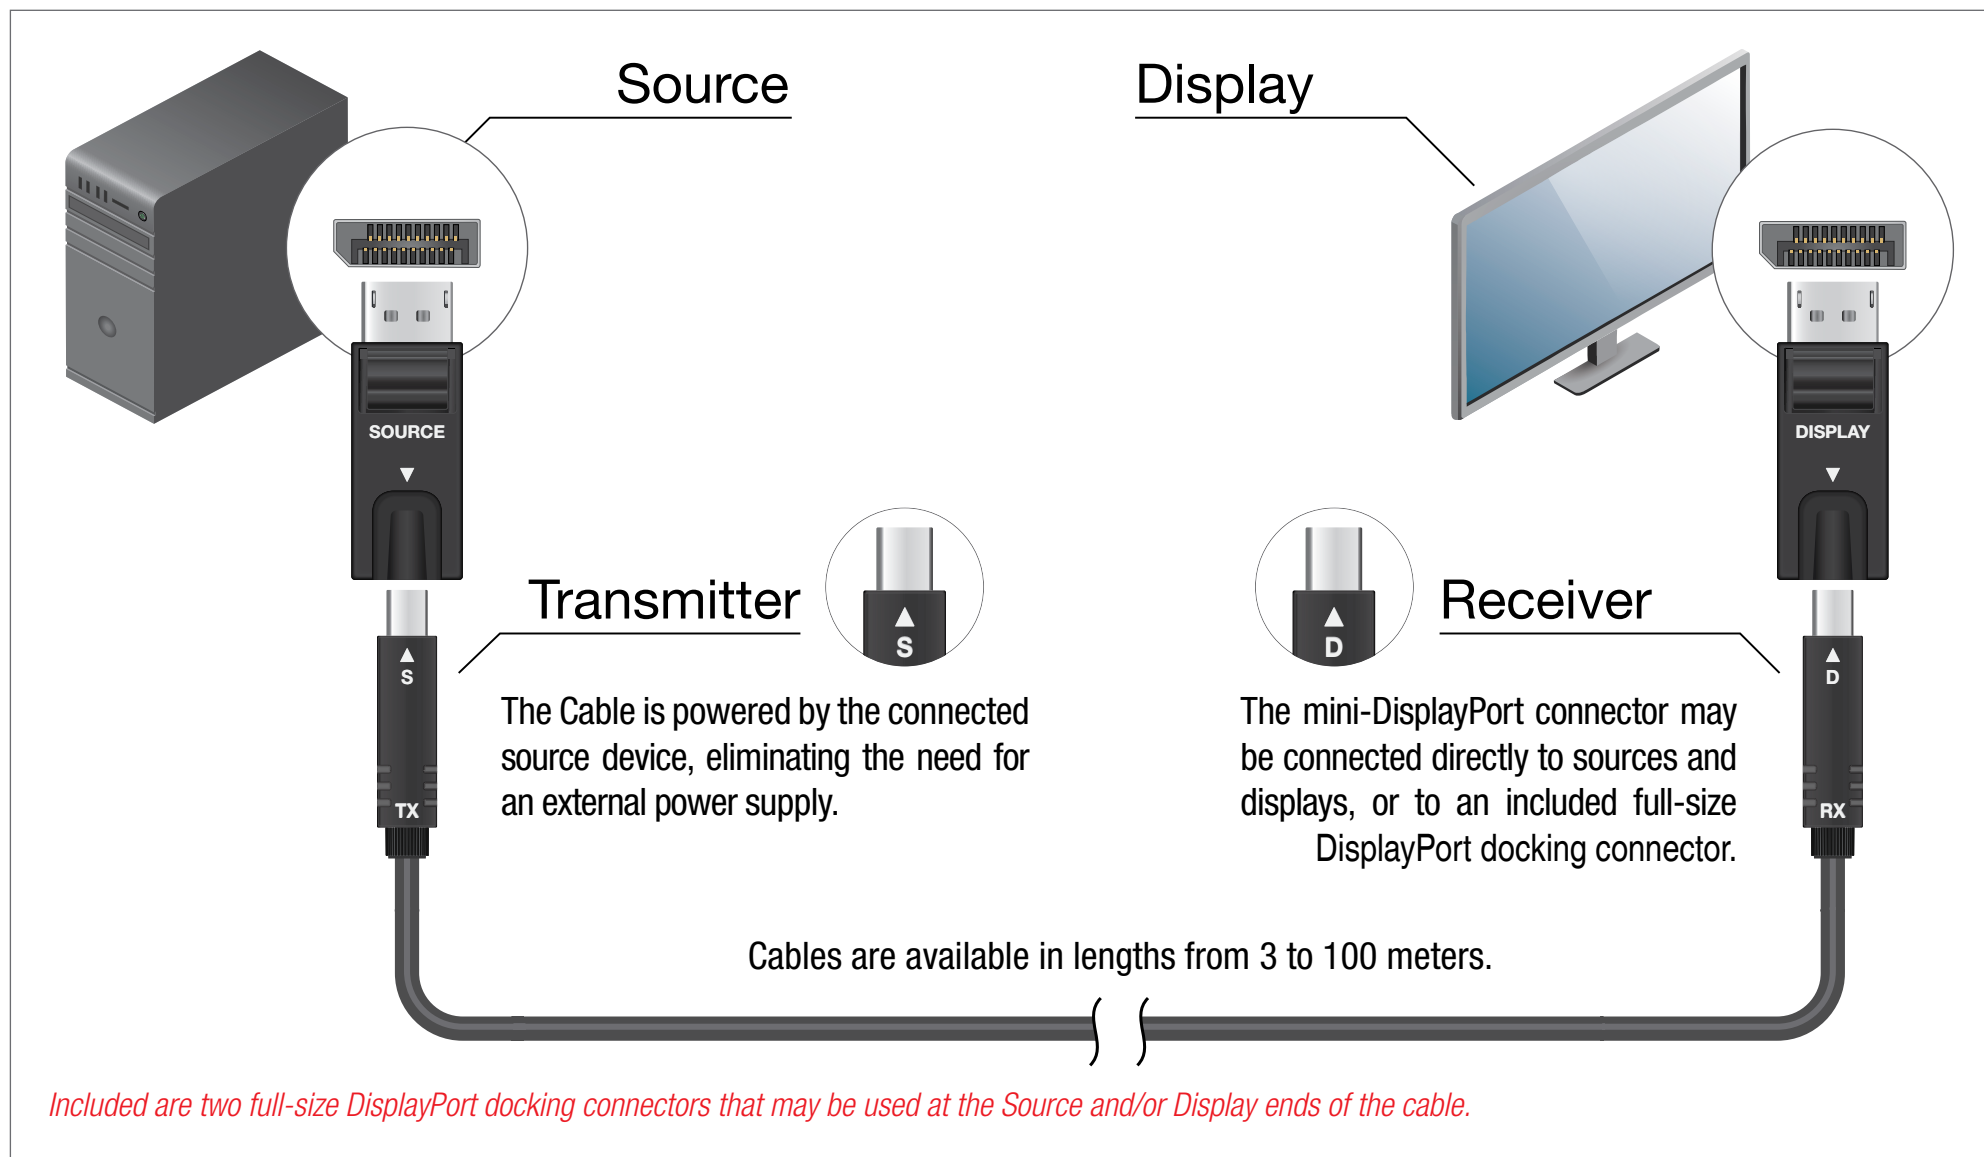 Source
Display
SOURCE
DISPLAY
Transmitter
S
D
Receiver
S
D
The Cable is powered by the connected
source device, eliminating the need for
an external power supply.
The mini-DisplayPort connector may
be connected directly to sources and
displays, or to an included full-size
DisplayPort docking connector.
TX
RX
Cables are available in lengths from 3 to 100 meters.
Included are two full-size DisplayPort docking connectors that may be used at the Source and/or Display ends of the cable.